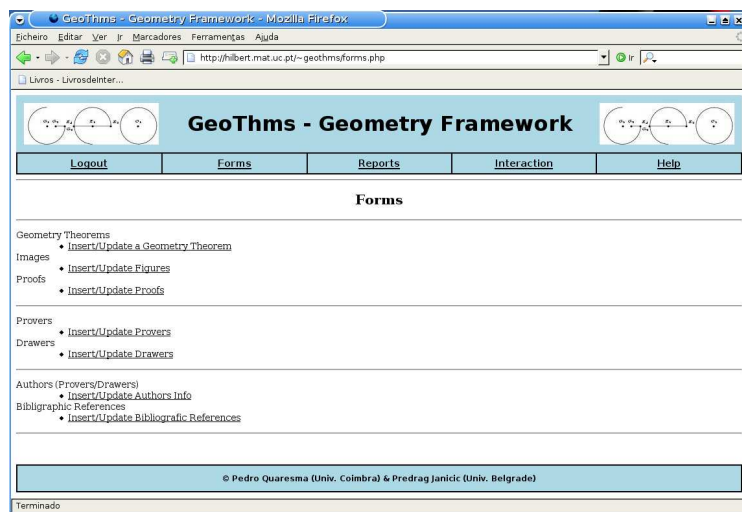 GeoThms - Geometry Framework - Mozilla Firefox
Ficheiro Editar Ver Ir Marcadores Ferramentas Ajuda
http://hilbert.mat.uc.pt/~geothms/forms.php Ir
Livros - LivrosdeInter...
GeoThms - Geometry Framework
Logout Forms Reports Interaction Help
Forms
Geometry Theorems
Insert/Update a Geometry Theorem
Images
Insert/Update Figures
Proofs
Insert/Update Proofs
Provers
Insert/Update Provers
Drawers
Insert/Update Drawers
Authors (Provers/Drawers)
Insert/Update Authors Info
Bibligraphic References
Insert/Update Bibliografic References
© Pedro Quaresma (Univ. Coimbra) & Predrag Janicic (Univ. Belgrade)
Terminado